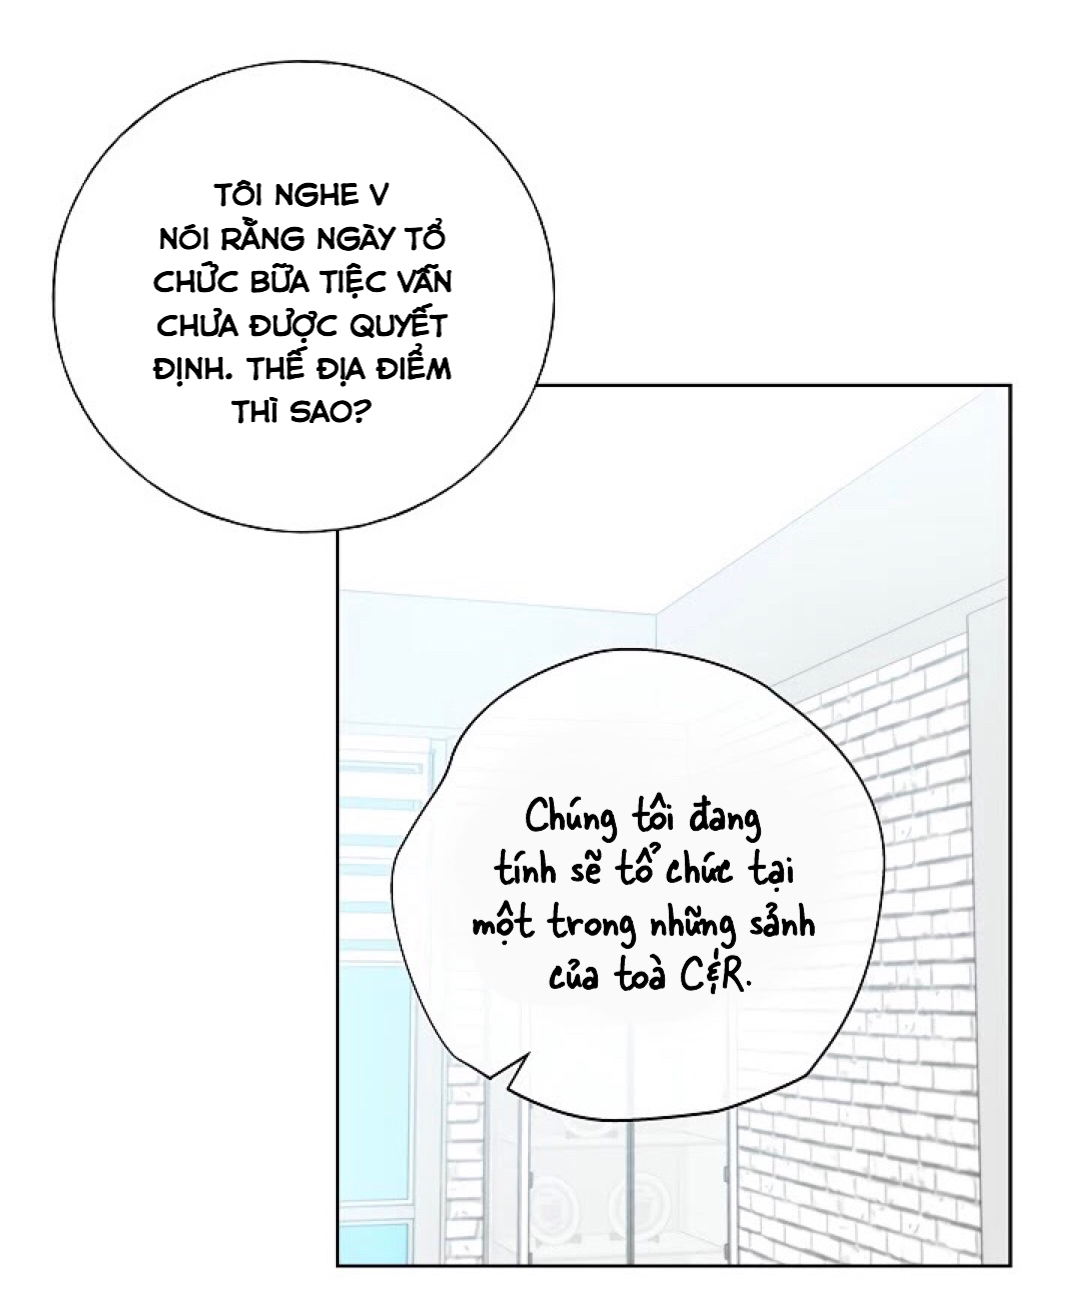 TÔI NGHE V
NÓI RẰNG NGÀY TỔ
CHỨC BỮA TIỆC VẪN
CHƯA ĐƯỢC QUYẾT
ĐỊNH. THẾ ĐỊA ĐIỂM
THÌ SAO?
Chúng tôi đang
tính sẽ tổ chức tại
một trong những sảnh
của toà C&R.